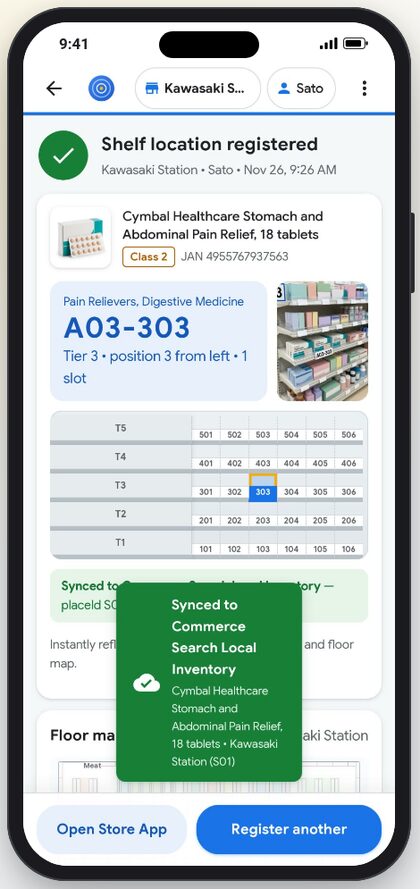 9:41
Kawasaki S...
Sato
Shelf location registered
Kawasaki Station • Sato • Nov 26, 9:26 AM
Cymbal Healthcare Stomach and
Abdominal Pain Relief, 18 tablets
Class 2 JAN 4955767937563
Pain Relievers, Digestive Medicine
A03-303
Tier 3 • position 3 from left • 1
slot
3
A03-303
T5 501 502 503 504 505 506
T4 401 402 403 404 405 406
T3 301 302 303 304 305 306
T2 201 202 203 204 205 206
T1 101 102 103 104 105 106
Synced to
placeId
Instantly and floor
map.
Synced to
Commerce
Search Local
Inventory
Cymbal Healthcare
Stomach and
Abdominal Pain Relief,
18 tablets • Kawasaki
Station (S01)
Floor Station
Meat
Open Store App
Register another